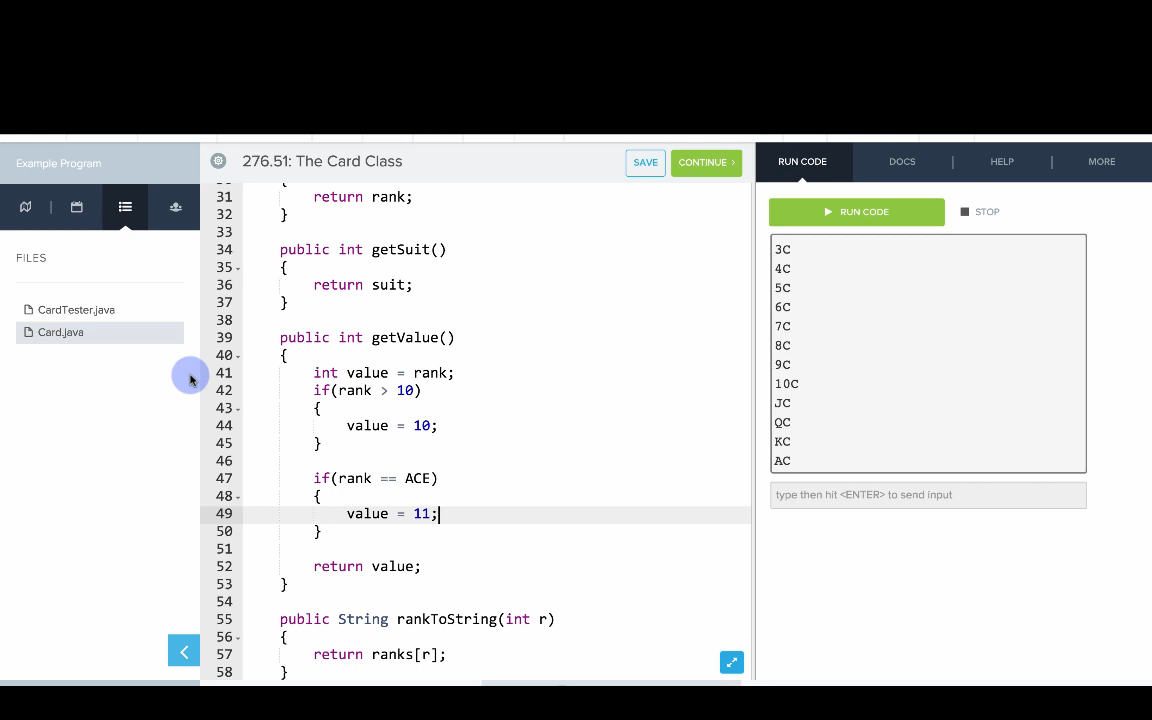 Example Program
276.51: The Card Class
SAVE
CONTINUE >
RUN CODE
DOCS
HELP
MORE
FILES
CardTester.java
Card.java
31 return rank;
32 }
33
34 public int getSuit()
35 {
36 return suit;
37 }
38
39 public int getValue()
40 {
41 int value = rank;
42 if(rank > 10)
43 {
44 value = 10;
45 }
46
47 if(rank == ACE)
48 {
49 value = 11;
50 }
51
52 return value;
53 }
54
55 public String rankToString(int r)
56 {
57 return ranks[r];
58 }
RUN CODE
STOP
3C
4C
5C
6C
7C
8C
9C
10C
JC
QC
KC
AC
type then hit <ENTER> to send input